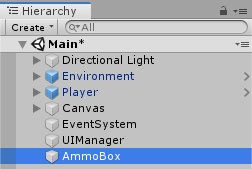 Hierarchy
Create All
Main*
Directional Light
Environment
Player
Canvas
EventSystem
UIManager
AmmoBox